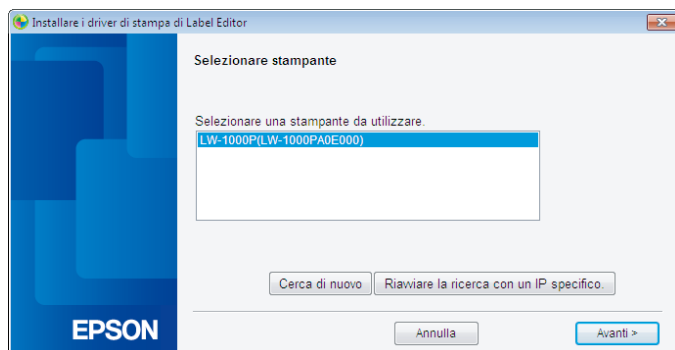 Installare i driver di stampa di Label Editor
Selezionare stampante
Selezionare una stampante da utilizzare.
LW-1000P(LW-1000PA0E000)
Cerca di nuovo
Riavviare la ricerca con un IP specifico.
EPSON
Annulla
Avanti >